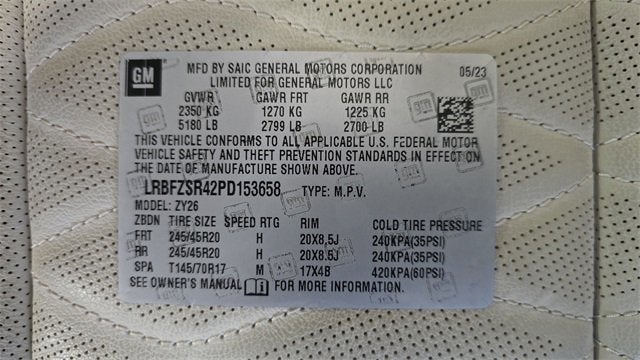 GM
MFD BY SAIC GENERAL MOTORS CORPORATION 05/23
LIMITED FOR GENERAL MOTORS LLC
GVWR GAWR FRT GAWR RR
2350 KG 1270 KG 1225 KG
5180 LB 2799 LB 2700 LB
THIS VEHICLE CONFORMS TO ALL APPLICABLE U.S. FEDERAL MOTOR
VEHICLE SAFETY AND THEFT PREVENTION STANDARDS IN EFFECT ON
THE DATE OF MANUFACTURE SHOWN ABOVE.
LRBFZSR42PD153658 TYPE: M.P.V.
MODEL: ZY26
ZBDN TIRE SIZE SPEED RTG RIM COLD TIRE PRESSURE
FRT 245/45R20 H 20X8.5J 240KPA(35PSI)
RR 245/45R20 H 20X8.5J 240KPA(35PSI)
SPA T145/70R17 M 17X4B 420KPA(60PSI)
SEE OWNER'S MANUAL i FOR MORE INFORMATION.